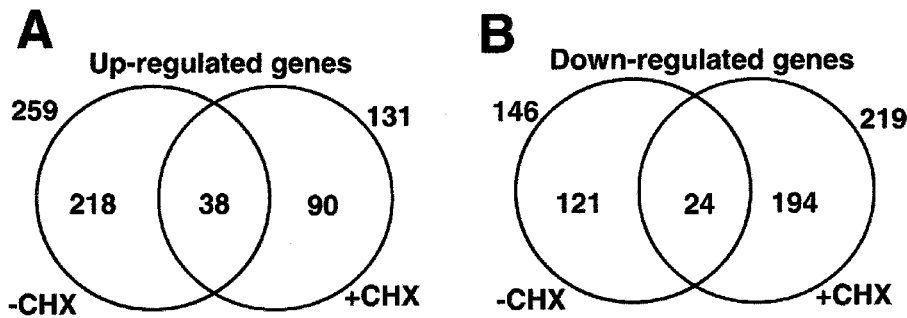 A
Up-regulated genes
259
131
218
38
90
-CHX
+CHX
B
Down-regulated genes
146
219
121
24
194
-CHX
+CHX